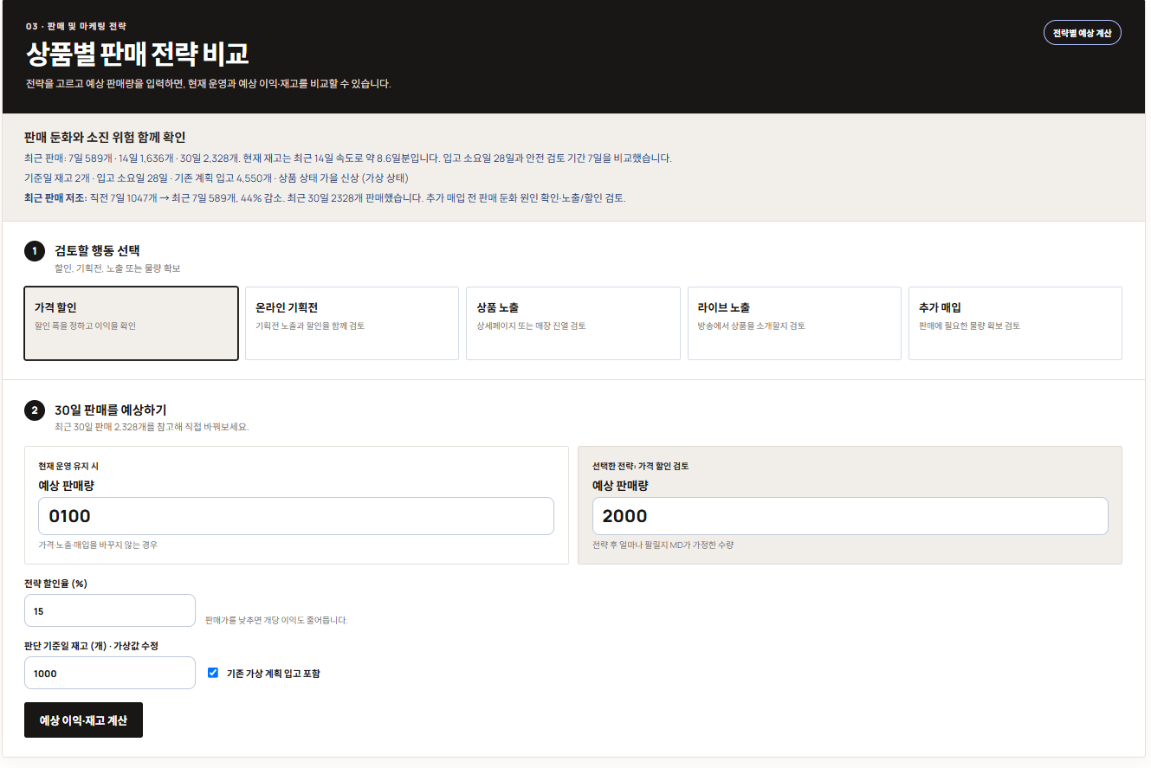 03 · 판매 및 마케팅 전략
상품별 판매 전략 비교
전략을 고르고 예상 판매량을 입력하면, 현재 운영과 예상 이익·재고를 비교할 수 있습니다.
전략별 예상 계산
판매 둔화와 소진 위험 함께 확인
최근 판매: 7일 589개 · 14일 1,636개 · 30일 2,328개. 현재 재고는 최근 14일 속도로 약 8.6일분입니다. 입고 소요일 28일과 안전 검토 기간 7일을 비교했습니다.
기준일 재고 2개 · 입고 소요일 28일 · 기존 계획 입고 4,550개 · 상품 상태 가을 신상 (가상 상태)
최근 판매 저조: 직전 7일 1047개 → 최근 7일 589개, 44% 감소. 최근 30일 2328개 판매했습니다. 추가 매입 전 판매 둔화 원인 확인·노출/할인 검토.
1 검토할 행동 선택
할인, 기획전, 노출 또는 물량 확보
가격 할인
할인 폭을 정하고 이익을 확인
온라인 기획전
기획전 노출과 할인을 함께 검토
상품 노출
상세페이지 또는 매장 진열 검토
라이브 노출
방송에서 상품을 소개할지 검토
추가 매입
판매에 필요한 물량 확보 검토
2 30일 판매를 예상하기
최근 30일 판매 2,328개를 참고해 직접 바꿔보세요.
현재 운영 유지 시
예상 판매량
0100
가격·노출·매입을 바꾸지 않는 경우
선택한 전략: 가격 할인 검토
예상 판매량
2000
전략 후 얼마나 팔릴지 MD가 가정한 수량
전략 할인율 (%)
15
판매가를 낮추면 개당 이익도 줄어듭니다.
판단 기준일 재고 (개) · 가상값 수정
1000
기존 가상 계획 입고 포함
예상 이익·재고 계산